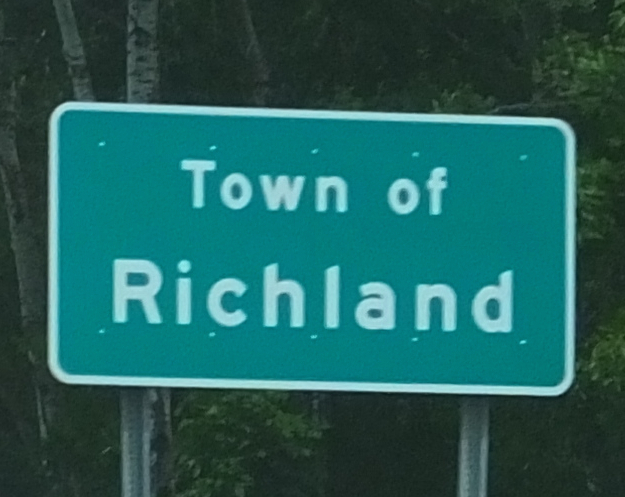 Town of
Richland